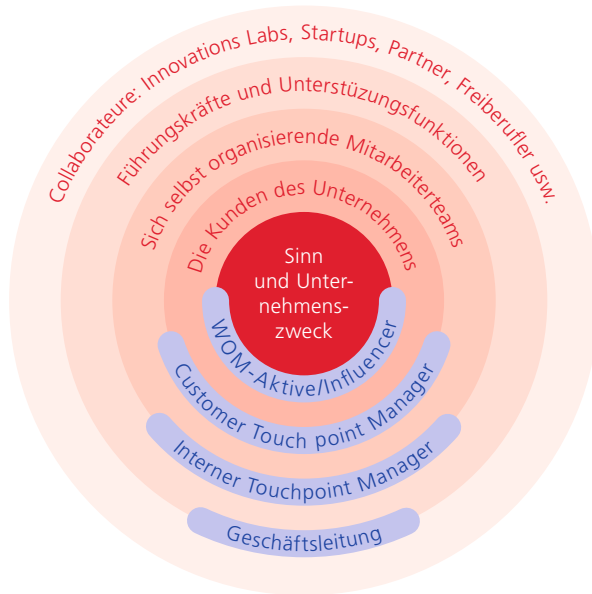 Collaborateure: Innovations Labs, Startups, Partner, Freiberufler usw.
Führungskräfte und Unterstüzungsfunktionen
Sich selbst organisierende Mitarbeiterteams
Die Kunden des Unternehmens
Sinn
und Unter-
nehmens-
zweck
WOM-Aktive/Influencer
Customer Touch point Manager
Interner Touchpoint Manager
Geschäftsleitung